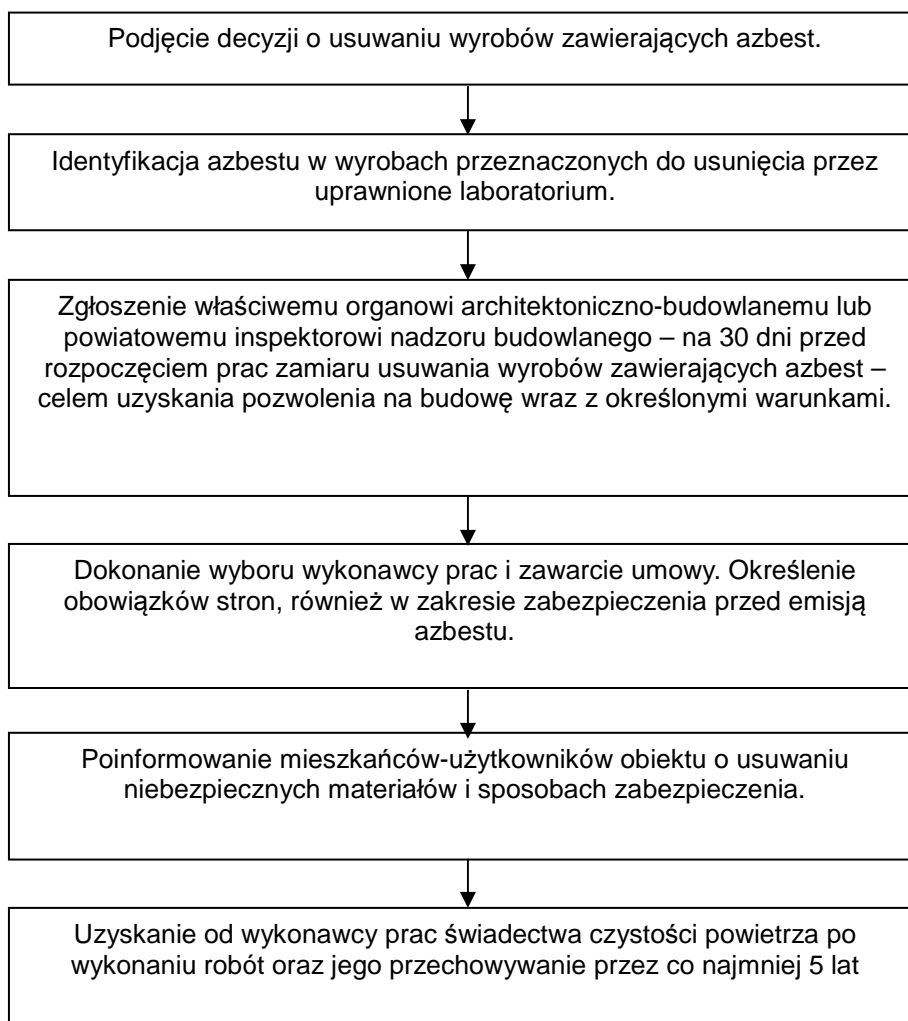 Podjęcie decyzji o usuwaniu wyrobów zawierających azbest.
Identyfikacja azbestu w wyrobach przeznaczonych do usunięcia przez
uprawnione laboratorium.
Zgłoszenie właściwemu organowi architektoniczno-budowlanemu lub
powiatowemu inspektorowi nadzoru budowlanego – na 30 dni przed
rozpoczęciem prac zamiaru usuwania wyrobów zawierających azbest –
celem uzyskania pozwolenia na budowę wraz z określonymi warunkami.
Dokonanie wyboru wykonawcy prac i zawarcie umowy. Określenie
obowiązków stron, również w zakresie zabezpieczenia przed emisją
azbestu.
Poinformowanie mieszkańców-użytkowników obiektu o usuwaniu
niebezpiecznych materiałów i sposobach zabezpieczenia.
Uzyskanie od wykonawcy prac świadectwa czystości powietrza po
wykonaniu robót oraz jego przechowywanie przez co najmniej 5 lat